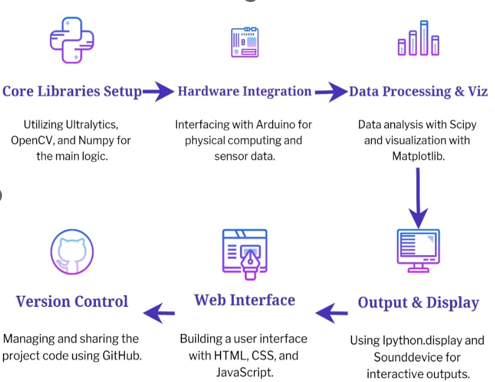 Core Libraries Setup
Hardware Integration
Data Processing & Viz
Utilizing Ultralytics,
OpenCV, and Numpy for
the main logic.
Interfacing with Arduino for
physical computing and
sensor data.
Data analysis with Scipy
and visualization with
Matplotlib.
Version Control
Web Interface
Output & Display
Managing and sharing the
project code using GitHub.
Building a user interface
with HTML, CSS, and
JavaScript.
Using Ipython.display and
Sounddevice for
interactive outputs.